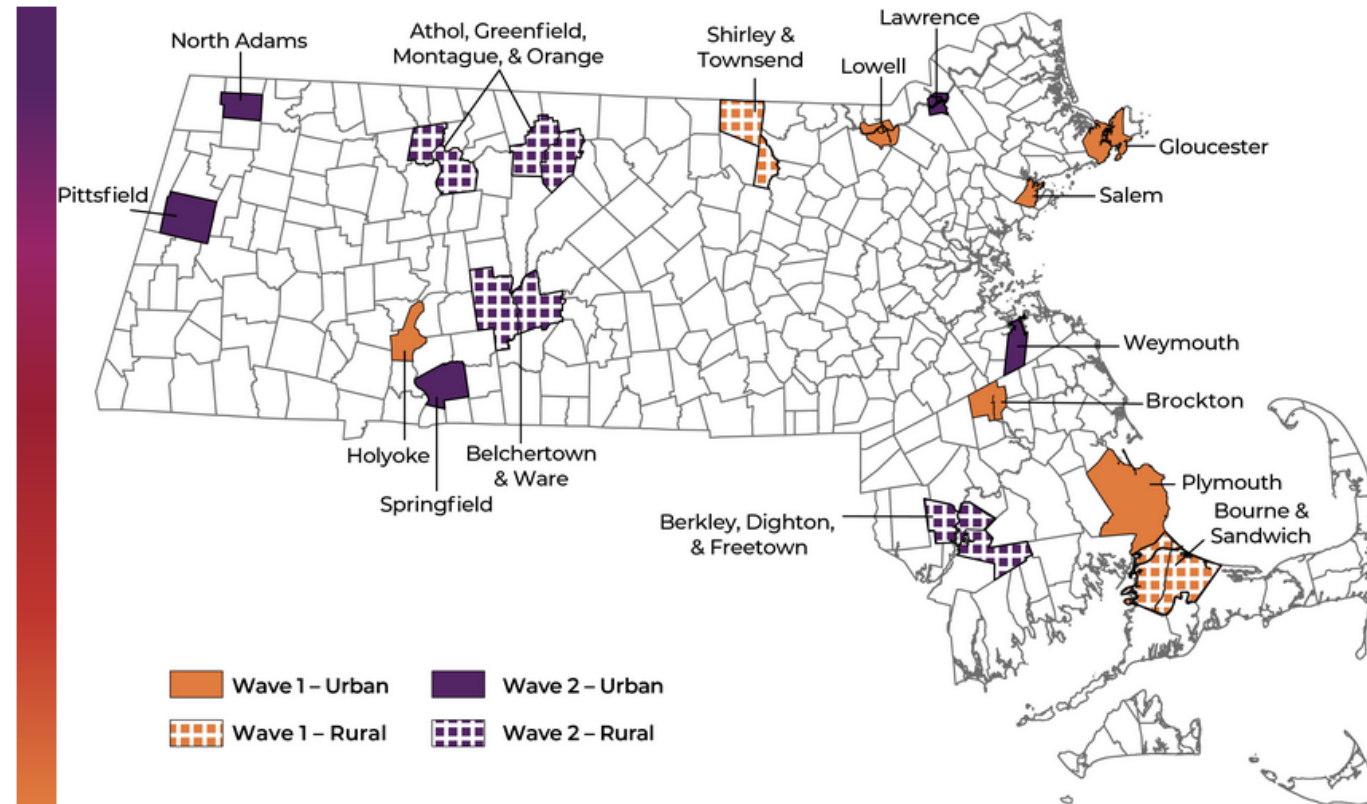 Lawrence
North Adams
Athol, Greenfield,
Montague, & Orange
Shirley &
Townsend
Lowell
Gloucester
Salem
Pittsfield
Weymouth
Brockton
Holyoke
Belchertown
& Ware
Springfield
Plymouth
Bourne &
Sandwich
Berkley, Dighton,
& Freetown
Wave 1 – Urban
Wave 2 – Urban
Wave 1 – Rural
Wave 2 – Rural